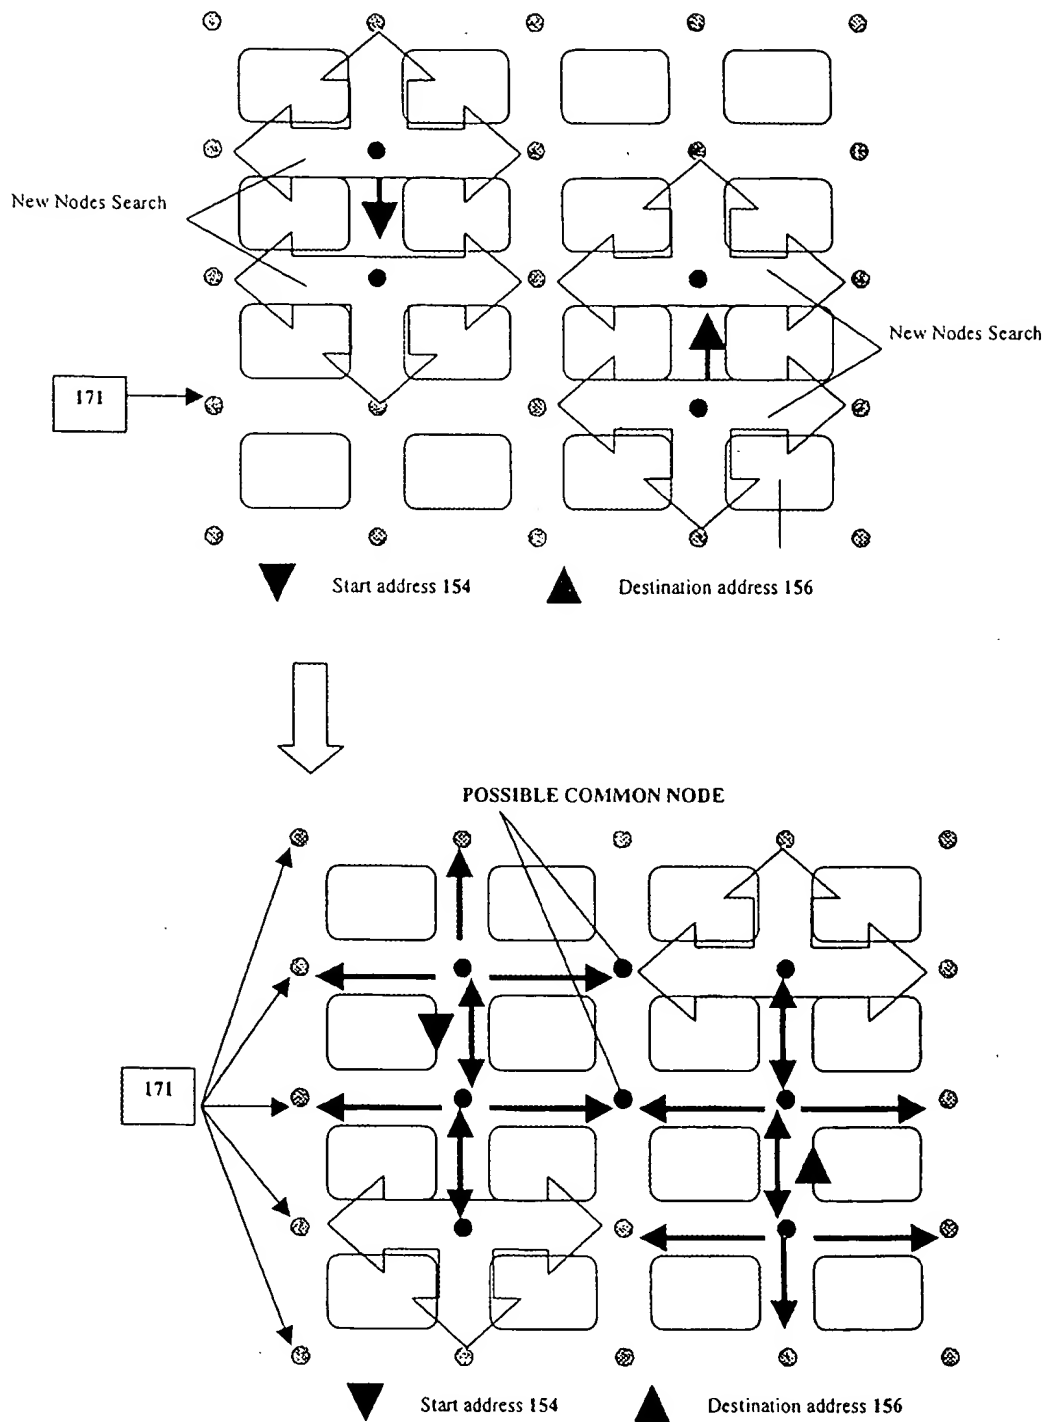 New Nodes Search
New Nodes Search
171
Start address 154
Destination address 156
POSSIBLE COMMON NODE
171
Start address 154
Destination address 156